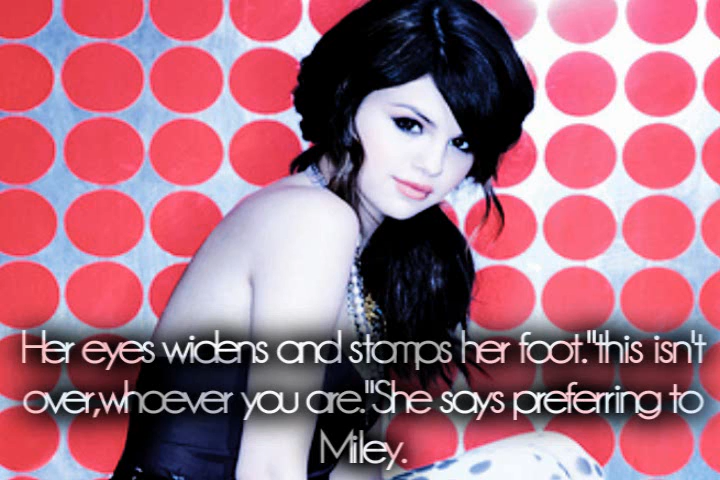 Her eyes widens and stamps her foot."this isn't
over,whoever you are."She says preferring to
Miley.